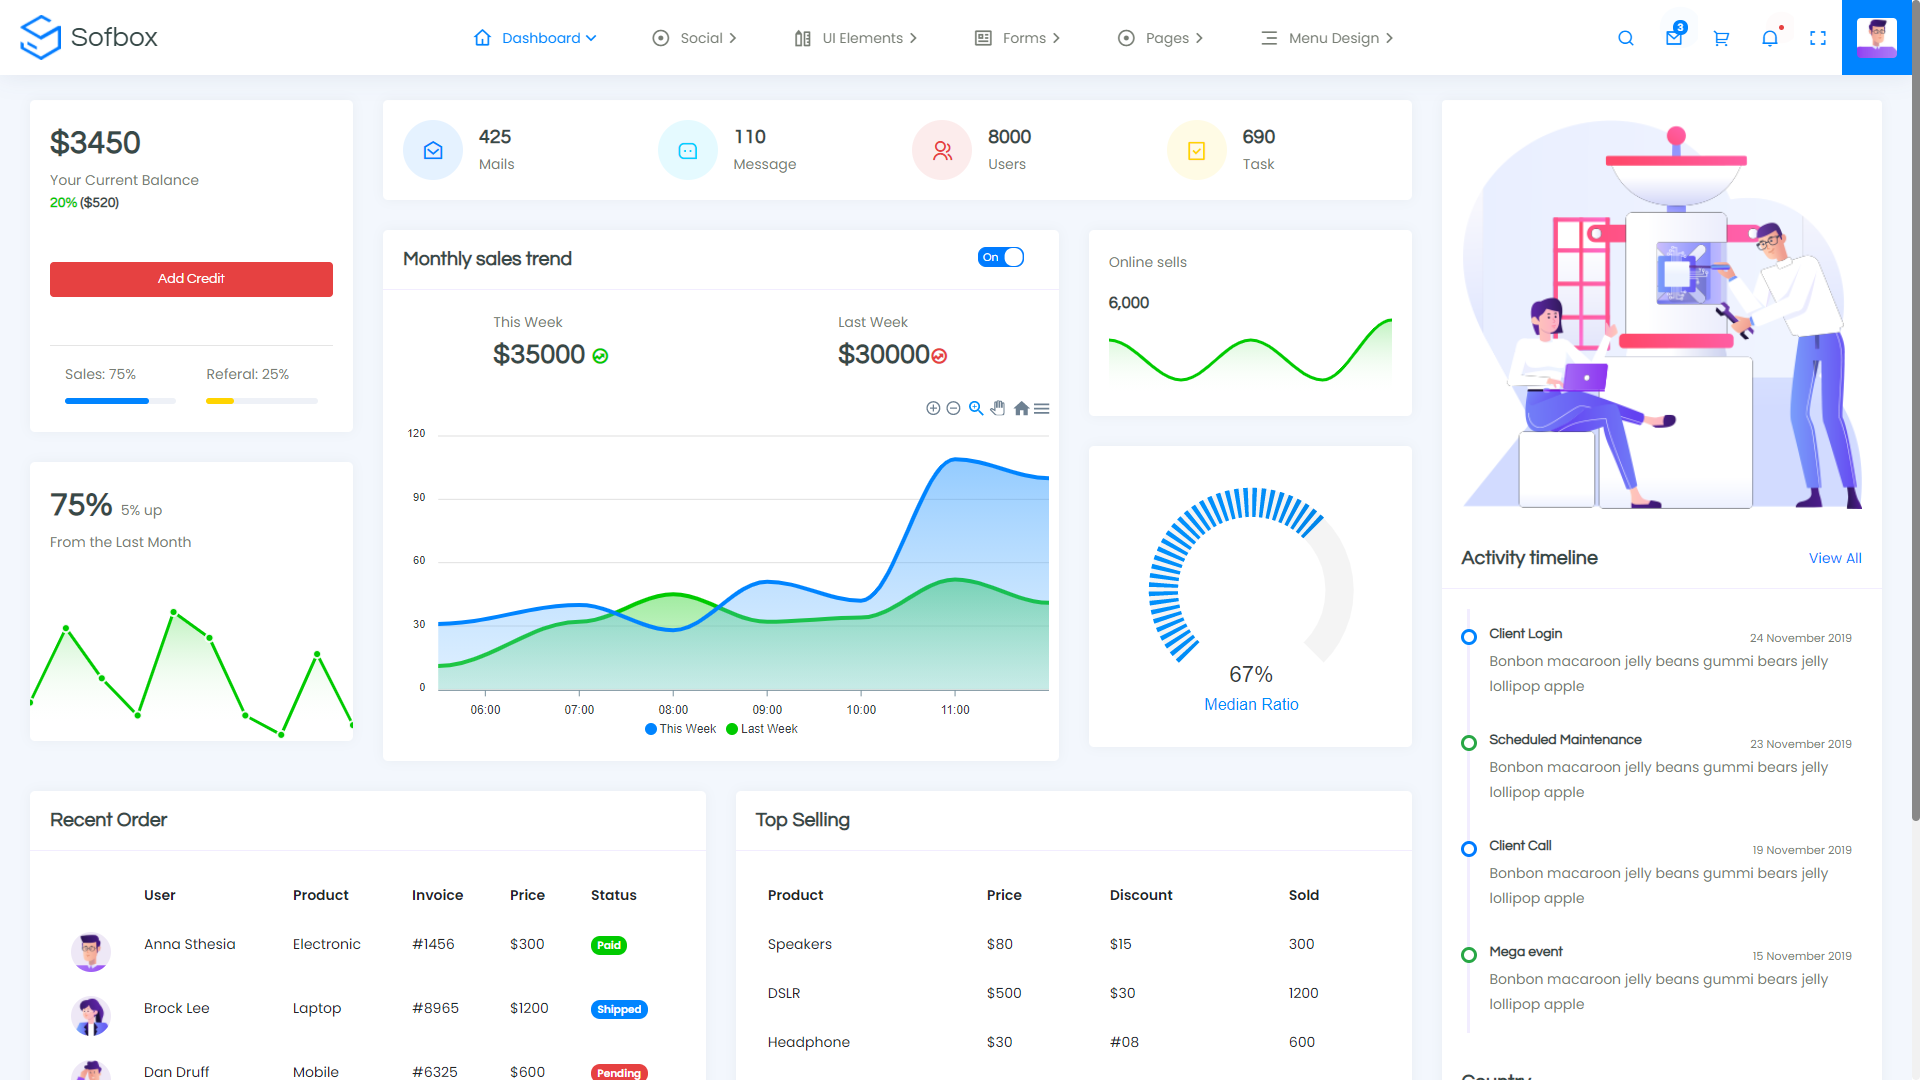 Sofbox
Dashboard
Social
UI Elements
Forms
Pages
Menu Design
3
$3450
Your Current Balance
20% ($520)
Add Credit
Sales: 75%
Referal: 25%
425
Mails
110
Message
8000
Users
690
Task
75% 5% up
From the Last Month
Monthly sales trend
On
This Week
$35000
Last Week
$30000
120
90
60
30
0
06:00
07:00
08:00
09:00
10:00
11:00
This Week
Last Week
Online sells
6,000
67%
Median Ratio
Activity timeline
View All
Client Login
24 November 2019
Bonbon macaroon jelly beans gummi bears jelly
lollipop apple
Scheduled Maintenance
23 November 2019
Bonbon macaroon jelly beans gummi bears jelly
lollipop apple
Client Call
19 November 2019
Bonbon macaroon jelly beans gummi bears jelly
lollipop apple
Mega event
15 November 2019
Bonbon macaroon jelly beans gummi bears jelly
lollipop apple
Country
Recent Order
User Product Invoice Price Status
Anna Sthesia Electronic #1456 $300 Paid
Brock Lee Laptop #8965 $1200 Shipped
Dan Druff Mobile #6325 $600 Pending
Top Selling
Product Price Discount Sold
Speakers $80 $15 300
DSLR $500 $30 1200
Headphone $30 #08 600